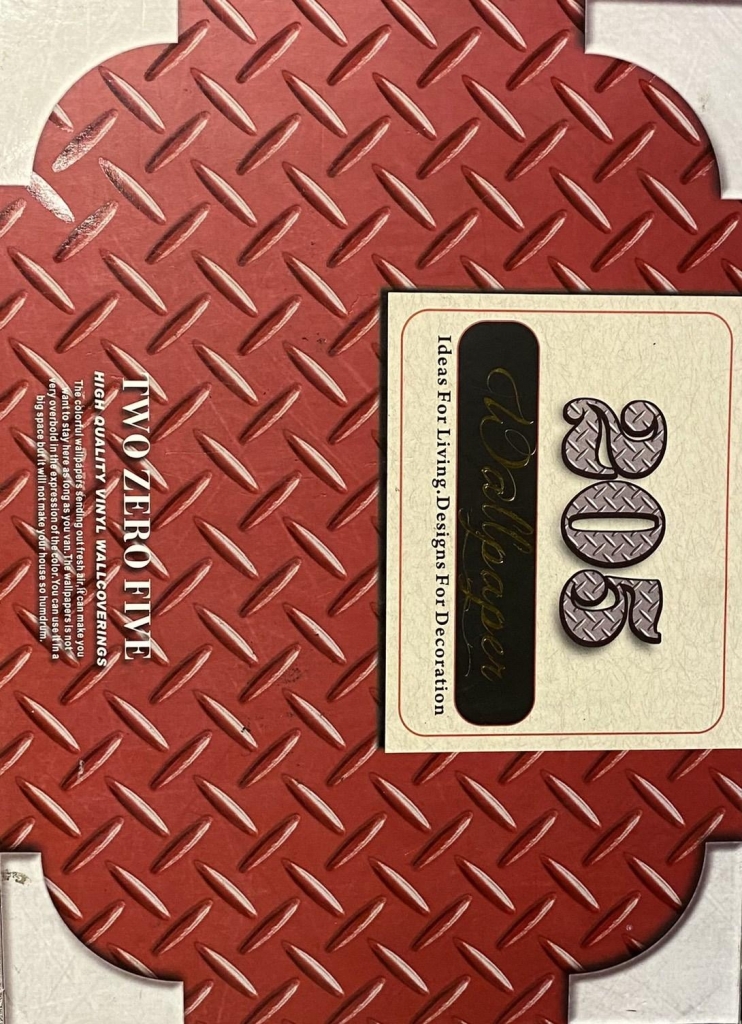 205
Wallpaper
Ideas For Living.Designs For Decoration
TWO ZERO FIVE
HIGH QUALITY VINYL WALLCOVERINGS
The colorful wallpapers sending out fresh air,it can make you
want to stay here as long as you van. The wallpapers is not
very overbold in the expression of the color. You can use it in a
big space but it will not make your house so humdrum.